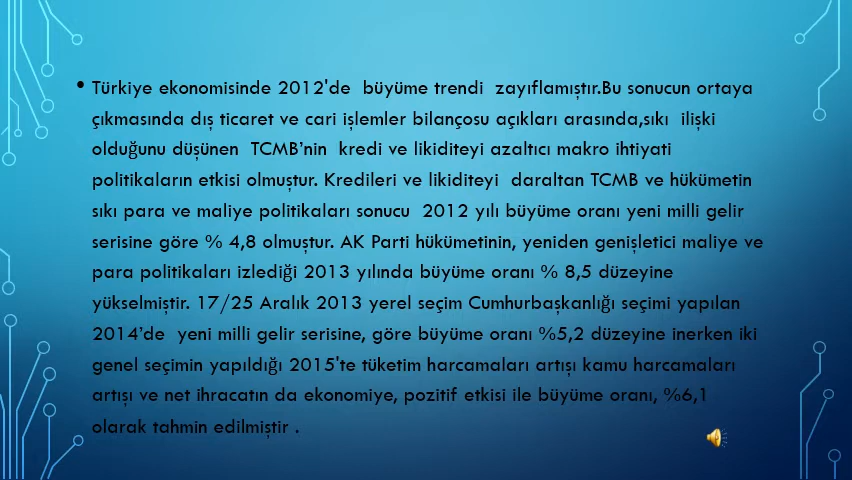 • Türkiye ekonomisinde 2012'de büyüme trendi zayıflamıştır.Bu sonucun ortaya
çıkmasında dış ticaret ve cari işlemler bilançosu açıkları arasında,sıkı ilişki
olduğunu düşünen TCMB’nin kredi ve likiditeyi azaltıcı makro ihtiyati
politikaların etkisi olmuştur. Kredileri ve likiditeyi daraltan TCMB ve hükümetin
sıkı para ve maliye politikaları sonucu 2012 yılı büyüme oranı yeni milli gelir
serisine göre % 4,8 olmuştur. AK Parti hükümetinin, yeniden genişletici maliye ve
para politikaları izlediği 2013 yılında büyüme oranı % 8,5 düzeyine
yükselmiştir. 17/25 Aralık 2013 yerel seçim Cumhurbaşkanlığı seçimi yapılan
2014’de yeni milli gelir serisine, göre büyüme oranı %5,2 düzeyine inerken iki
genel seçimin yapıldığı 2015'te tüketim harcamaları artışı kamu harcamaları
artışı ve net ihracatın da ekonomiye, pozitif etkisi ile büyüme oranı, %6,1
olarak tahmin edilmiştir .